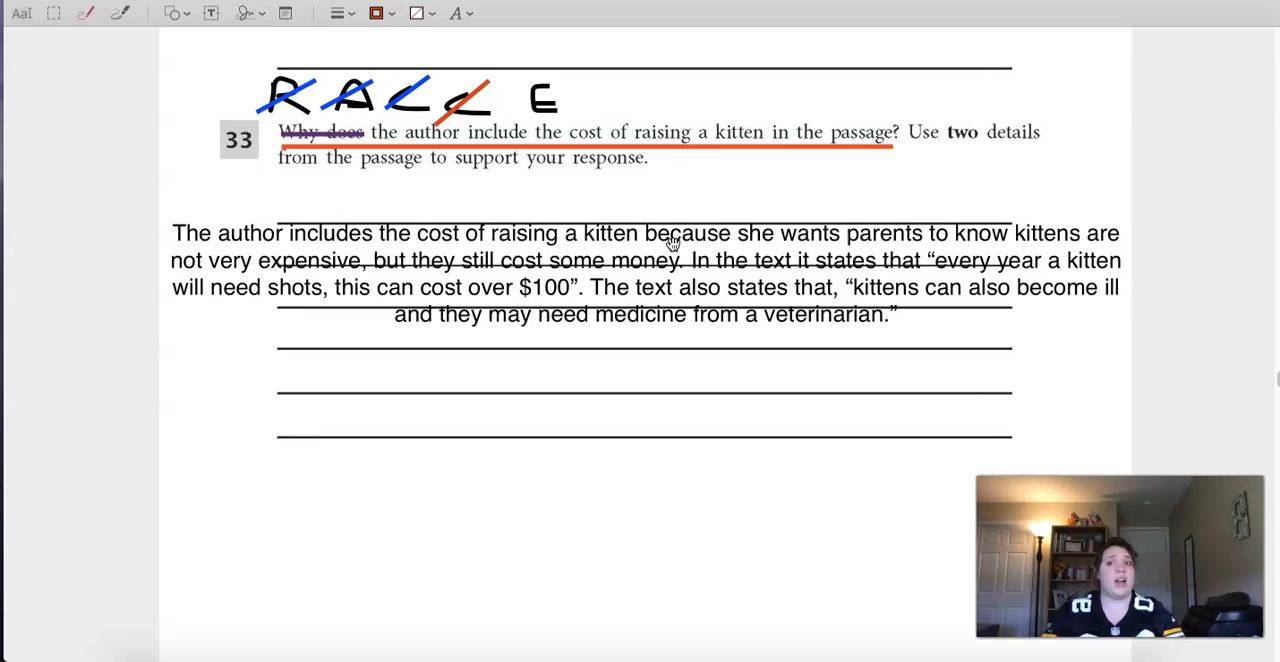 AaI T A
R A C C E
33 Why does the author include the cost of raising a kitten in the passage? Use two details
from the passage to support your response.
The author includes the cost of raising a kitten because she wants parents to know kittens are
not very expensive, but they still cost some money. In the text it states that “every year a kitten
will need shots, this can cost over $100”. The text also states that, “kittens can also become ill
and they may need medicine from a veterinarian.”